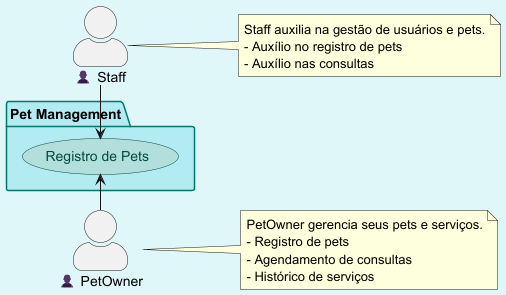 Staff auxilia na gestão de usuários e pets.
- Auxílio no registro de pets
- Auxílio nas consultas
Staff
Pet Management
Registro de Pets
PetOwner gerencia seus pets e serviços.
- Registro de pets
- Agendamento de consultas
- Histórico de serviços
PetOwner